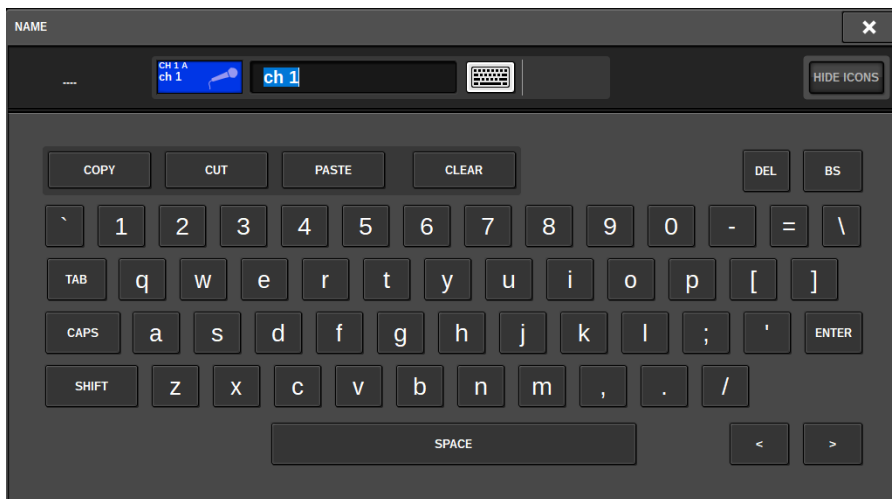 NAME
×
----
CH 1 A
ch 1
ch 1
HIDE ICONS
COPY CUT PASTE CLEAR DEL BS
` 1 2 3 4 5 6 7 8 9 0 - = \
TAB q w e r t y u i o p [ ]
CAPS a s d f g h j k l ; ' ENTER
SHIFT z x c v b n m , . /
SPACE < >